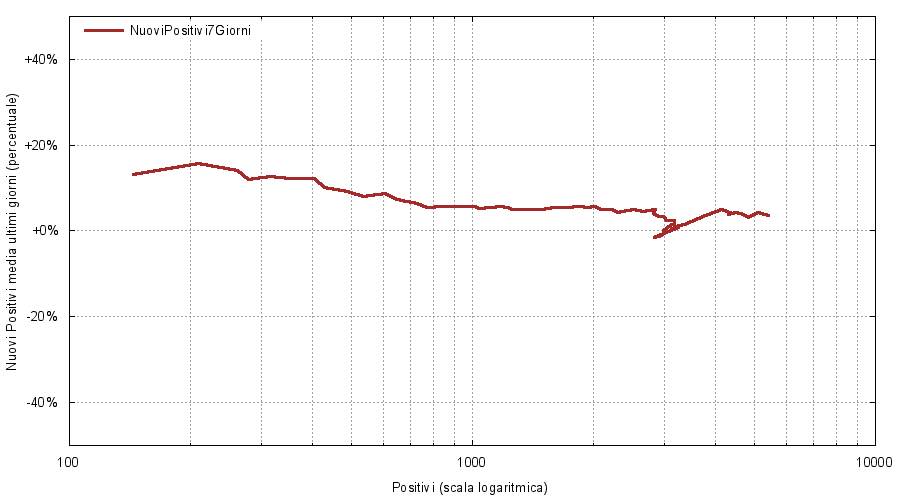 NuoviPositivi7Giorni
+40%
+20%
+0%
-20%
-40%
Nuovi Positivi media ultimi giorni (percentuale)
100
1000
10000
Positivi (scala logaritmica)